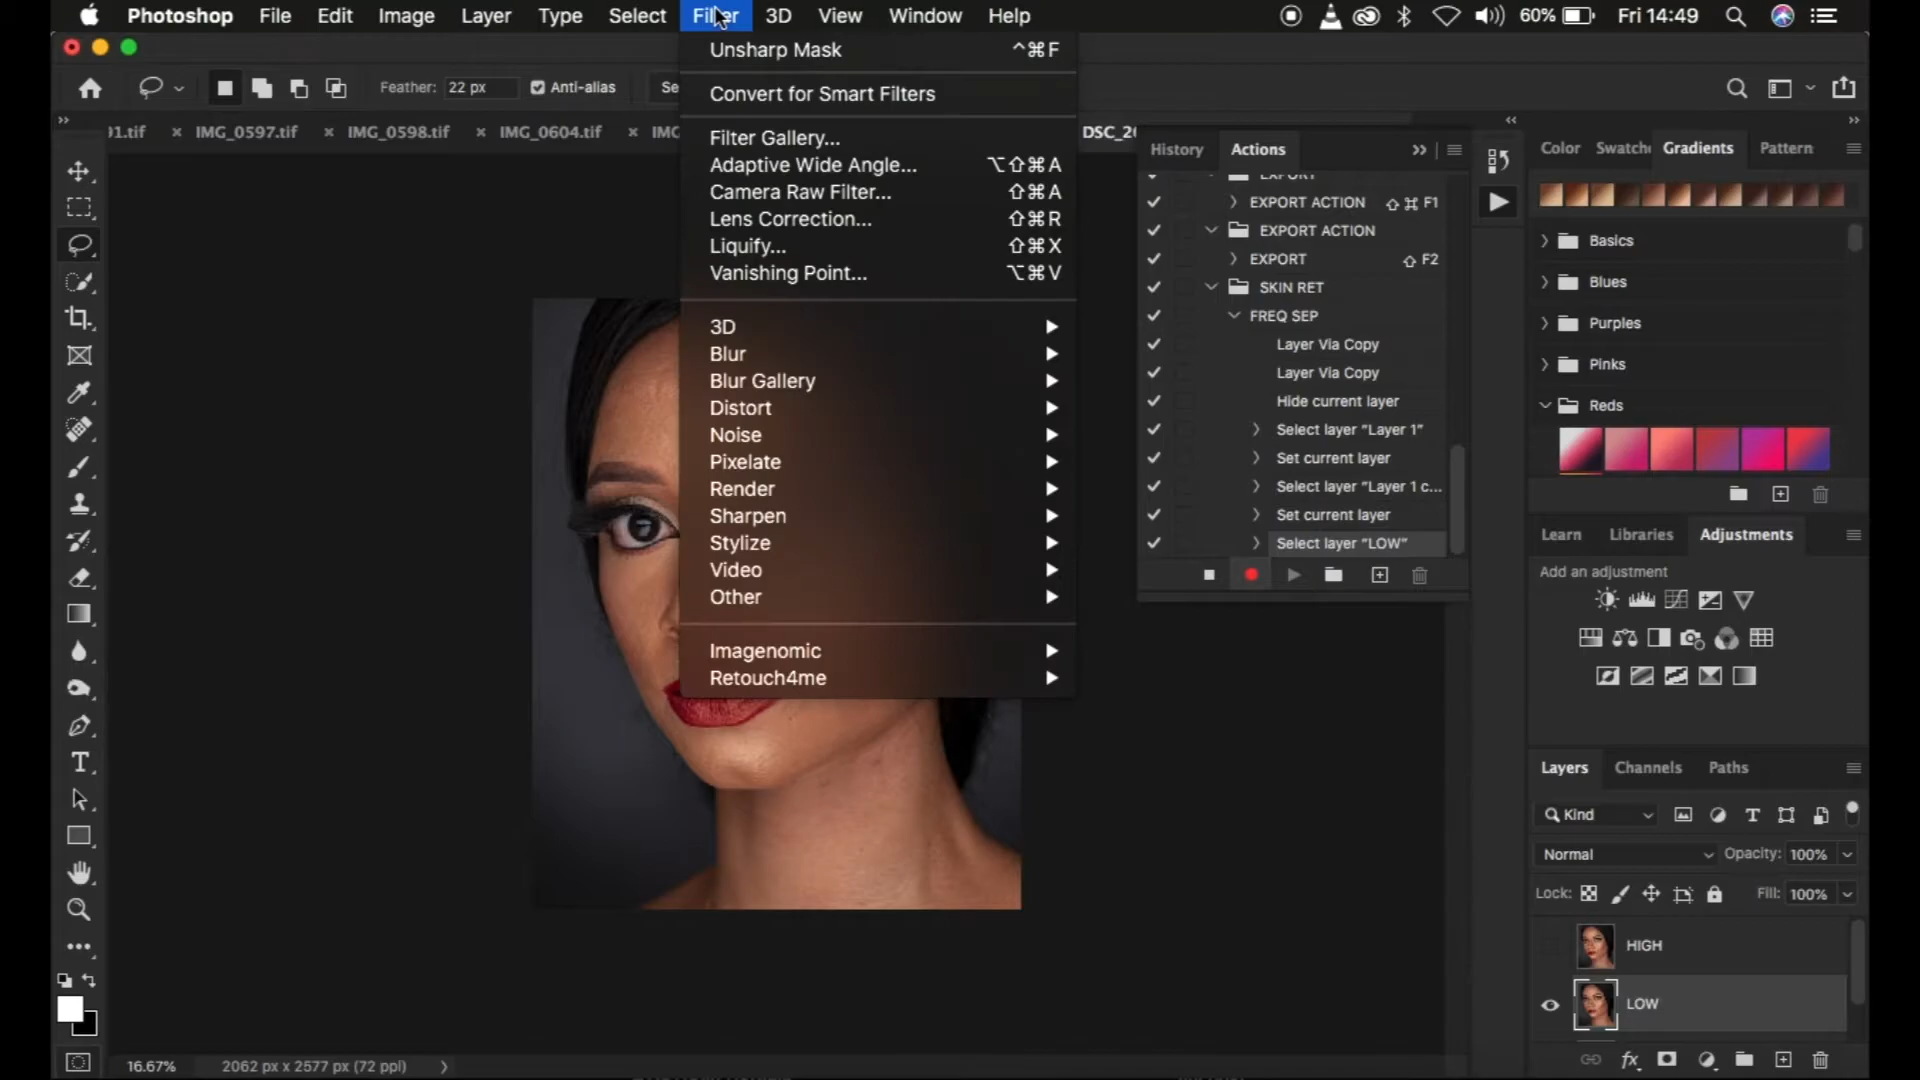 Photoshop File Edit Image Layer Type Select Filter 3D View Window Help 60% Fri 14:49
Unsharp Mask ^⌘F
Convert for Smart Filters
Filter Gallery...
Adaptive Wide Angle... ⌥⇧⌘A
Camera Raw Filter... ⇧⌘A
Lens Correction... ⇧⌘R
Liquify... ⇧⌘X
Vanishing Point... ⌥⌘V
3D
Blur
Blur Gallery
Distort
Noise
Pixelate
Render
Sharpen
Stylize
Video
Other
Imagenomic
Retouch4me
Feather: 22 px Anti-alias Se
01.tif × IMG_0597.tif × IMG_0598.tif × IMG_0604.tif × IMG DSC_20
History Actions
EXPORT
EXPORT ACTION ⇧⌘F1
EXPORT ACTION
EXPORT ⇧F2
SKIN RET
FREQ SEP
Layer Via Copy
Layer Via Copy
Hide current layer
Select layer “Layer 1”
Set current layer
Select layer “Layer 1 c...
Set current layer
Select layer “LOW”
Color Swatch Gradients Pattern
Basics
Blues
Purples
Pinks
Reds
Learn Libraries Adjustments
Add an adjustment
Layers Channels Paths
Kind
Normal Opacity: 100%
Lock: Fill: 100%
HIGH
LOW
16.67% 2062 px x 2577 px (72 ppi)